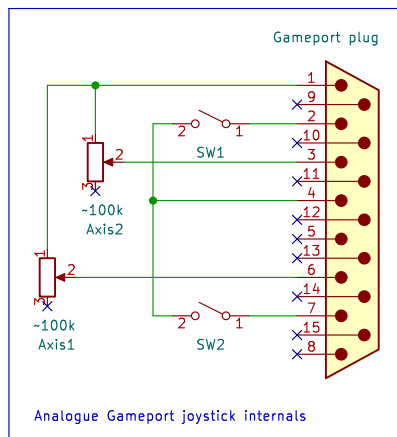 Gameport plug
1
9
2
10
3
11
4
12
5
13
6
14
7
15
8
2 1
SW1
1
2
3
~100k
Axis2
1
2
3
~100k
Axis1
2 1
SW2
Analogue Gameport joystick internals